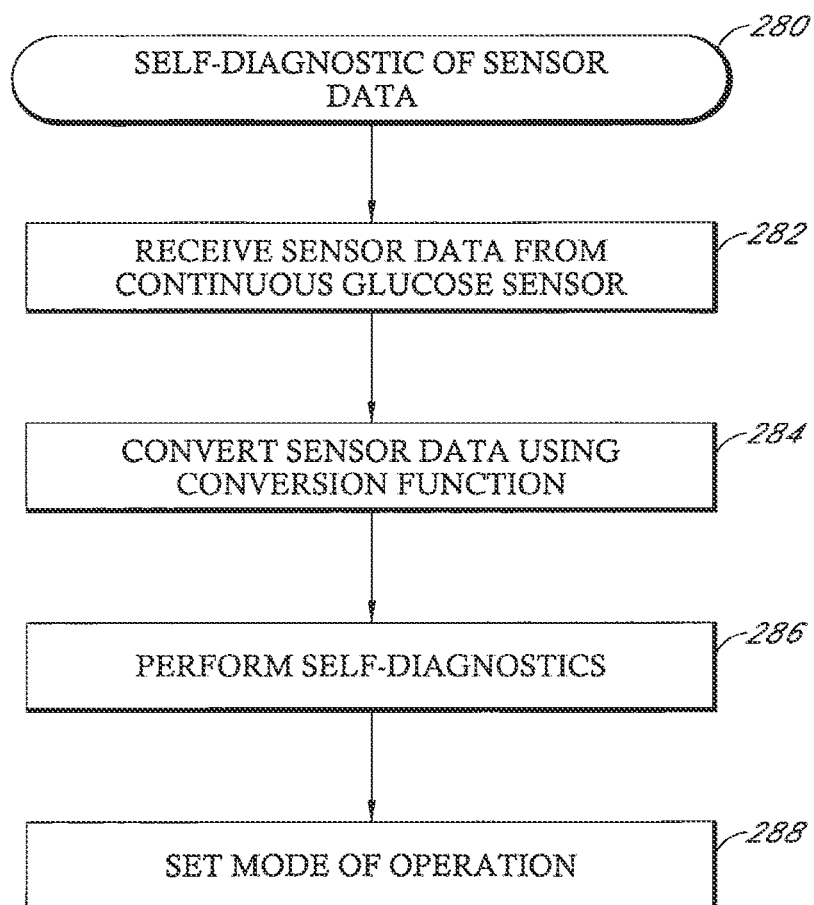 280
SELF-DIAGNOSTIC OF SENSOR
DATA
282
RECEIVE SENSOR DATA FROM
CONTINUOUS GLUCOSE SENSOR
284
CONVERT SENSOR DATA USING
CONVERSION FUNCTION
286
PERFORM SELF-DIAGNOSTICS
288
SET MODE OF OPERATION